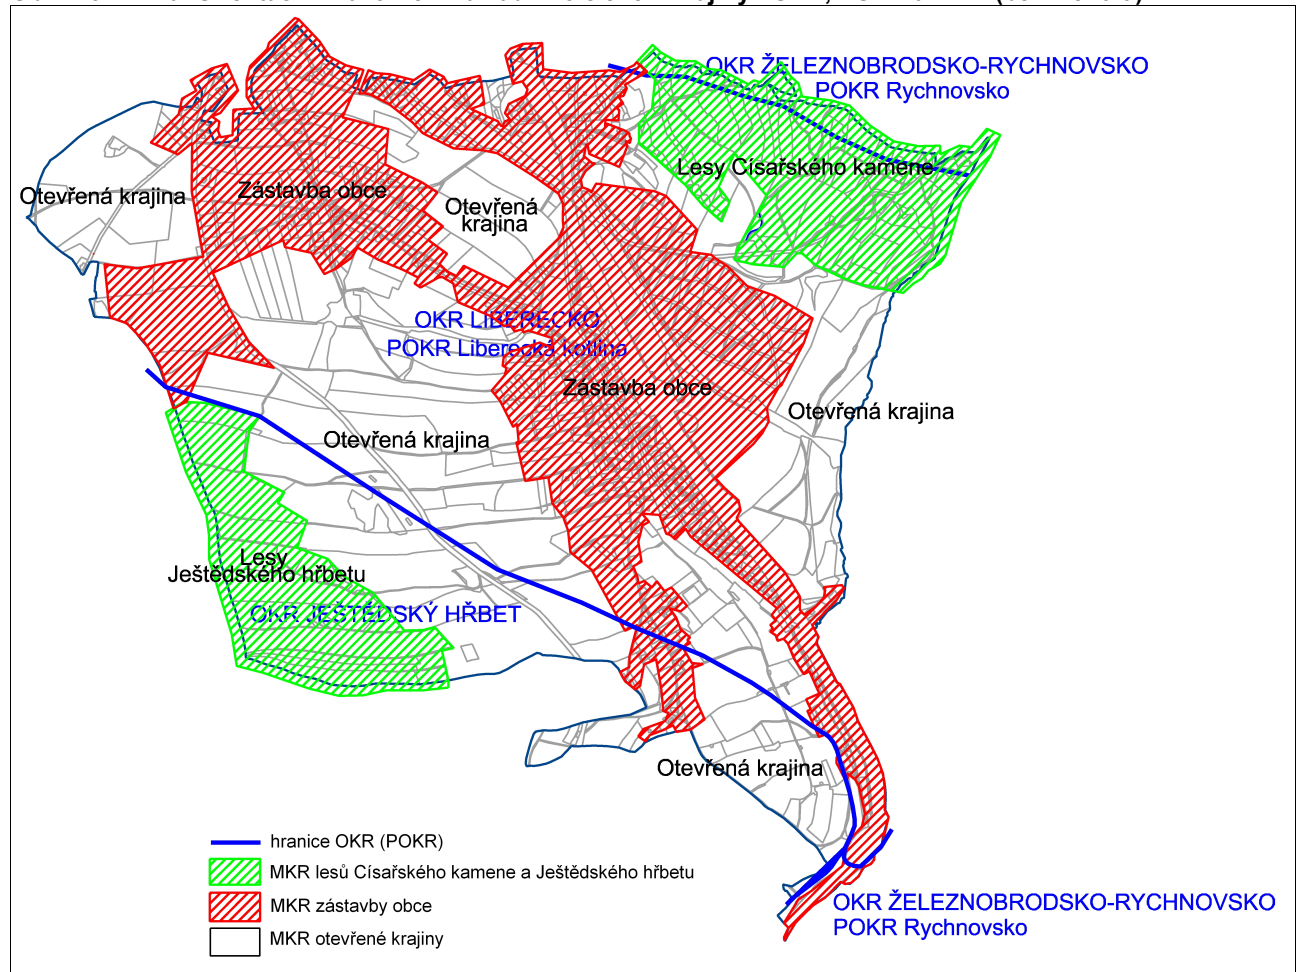 OKR ŽELEZNOBRODSKO-RYCHNOVSKO
POKR Rychnovsko
Lesy Císařského kamene
Otevřená krajina
Zástavba obce
Otevřená
krajina
OKR LIBERECKO
POKR Liberecká kotlina
Zástavba obce
Otevřená krajina
Otevřená krajina
Lesy
Ještědského hřbetu
OKR JEŠTĚDSKÝ HŘBET
Otevřená krajina
hranice OKR (POKR)
MKR lesů Císařského kamene a Ještědského hřbetu
MKR zástavby obce
MKR otevřené krajiny
OKR ŽELEZNOBRODSKO-RYCHNOVSKO
POKR Rychnovsko